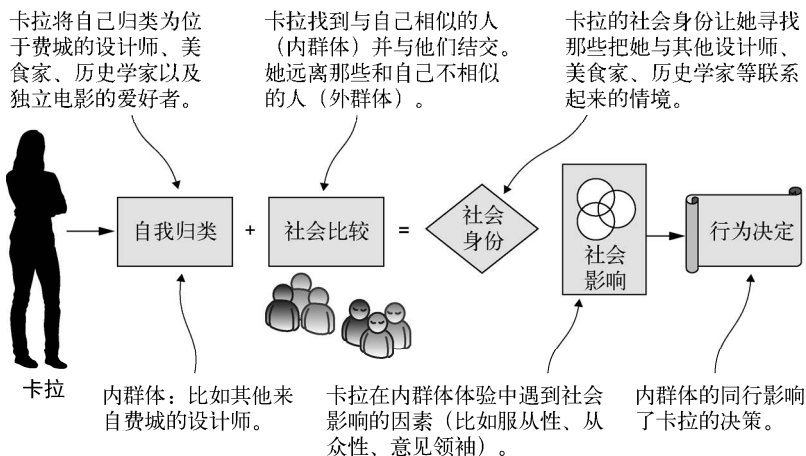 卡拉将自己归类为位
于费城的设计师、美
食家、历史学家以及
独立电影的爱好者。
卡拉找到与自己相似的人
（内群体）并与他们结交。
她远离那些和自己不相似
的人（外群体）。
卡拉的社会身份让她寻找
那些把她与其他设计师、
美食家、历史学家等联系
起来的情境。
自我归类
+
社会比较
=
社会
身份
社会
影响
行为决定
卡拉
内群体：比如其他来
自费城的设计师。
卡拉在内群体体验中遇到社会
影响的因素（比如服从性、从
众性、意见领袖）。
内群体的同行影响
了卡拉的决策。